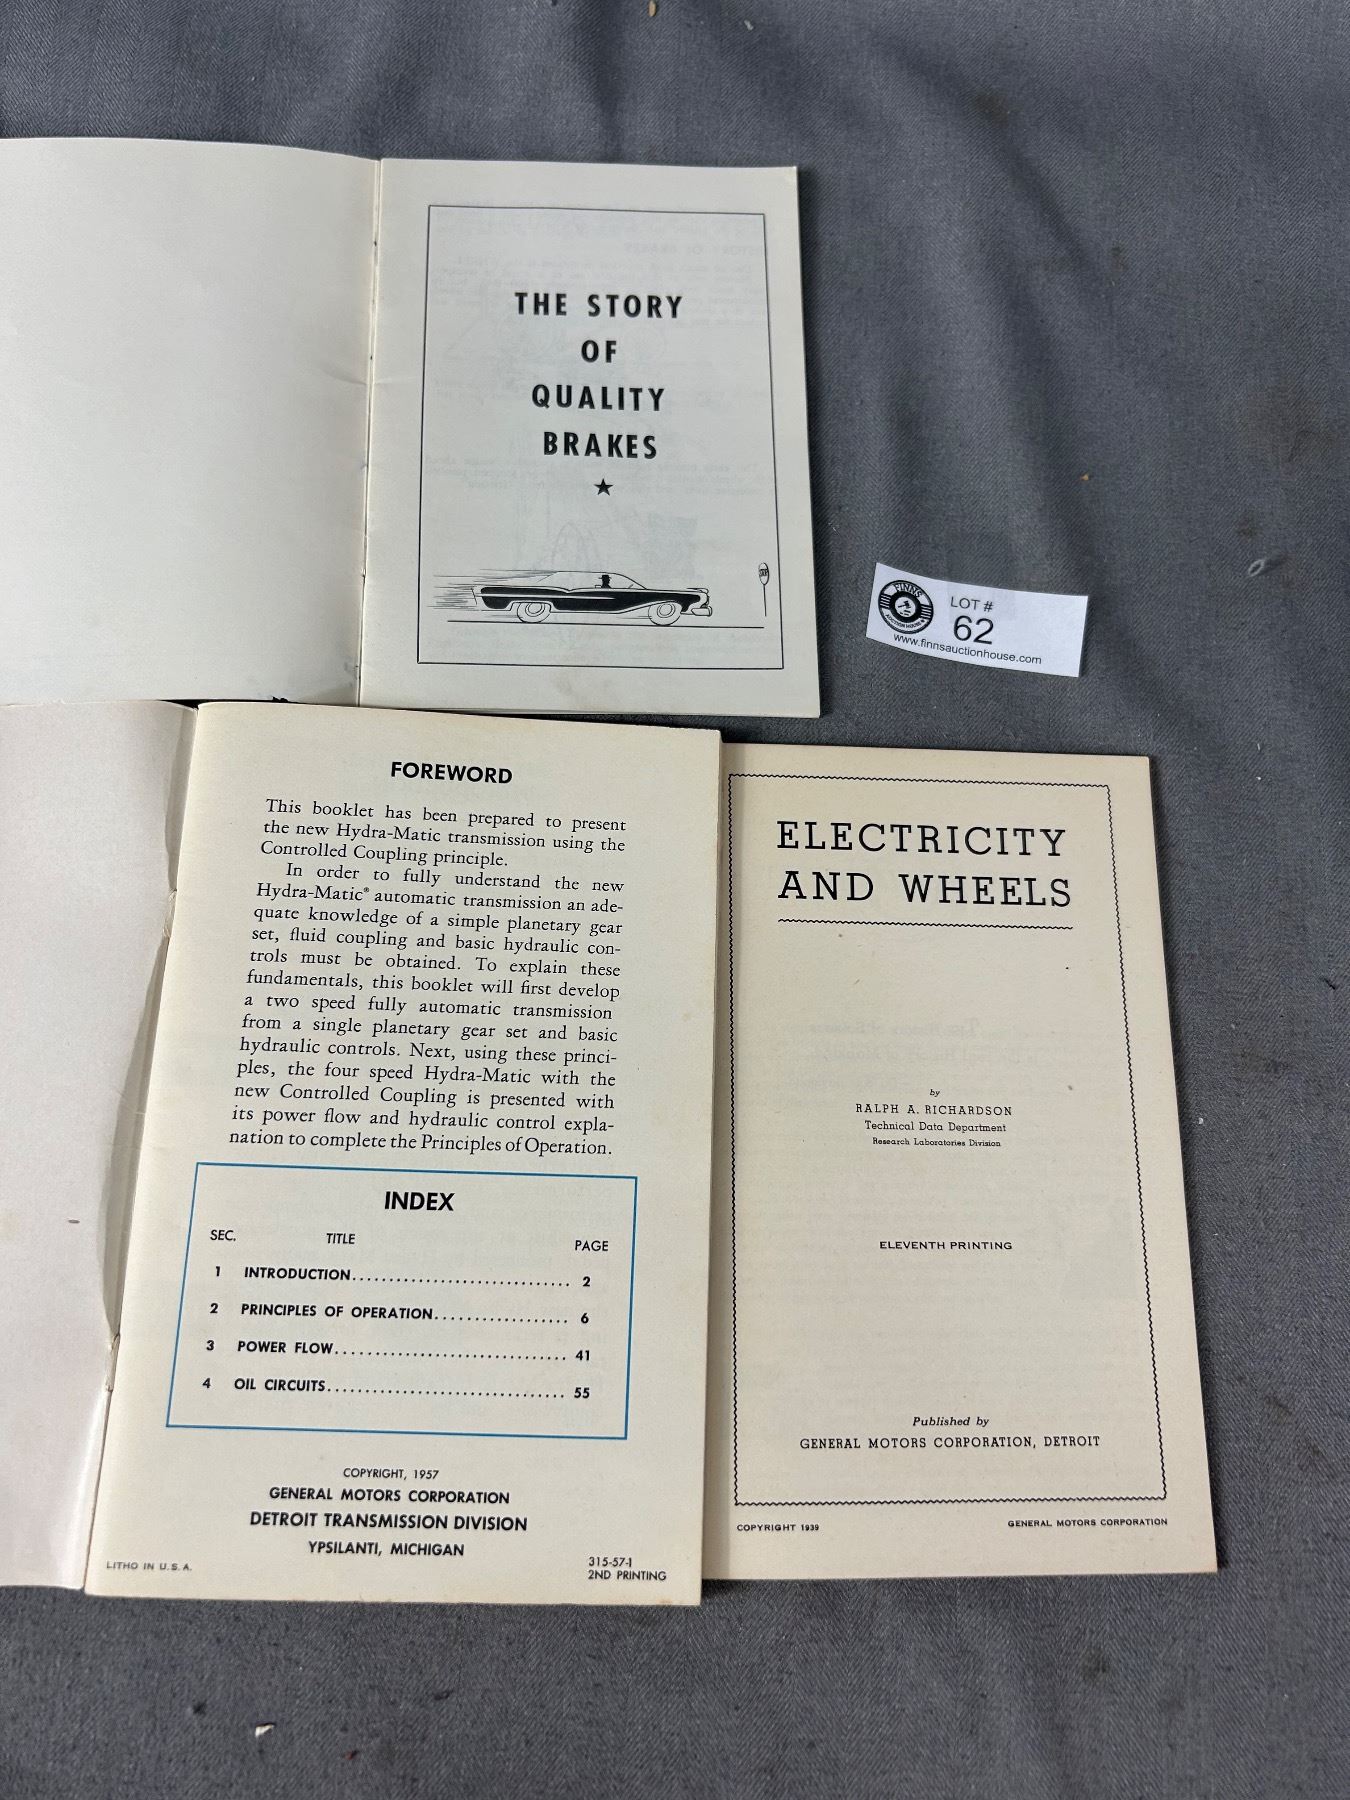 THE STORY
OF
QUALITY
BRAKES
STOP
FINNS
AUCTION HOUSE
LOT #
62
www.finnsauctionhouse.com
FOREWORD
This booklet has been prepared to present
the new Hydra-Matic transmission using the
Controlled Coupling principle.
In order to fully understand the new
Hydra-Matic® automatic transmission an ade-
quate knowledge of a simple planetary gear
set, fluid coupling and basic hydraulic con-
trols must be obtained. To explain these
fundamentals, this booklet will first develop
a two speed fully automatic transmission
from a single planetary gear set and basic
hydraulic controls. Next, using these princi-
ples, the four speed Hydra-Matic with the
new Controlled Coupling is presented with
its power flow and hydraulic control expla-
nation to complete the Principles of Operation.
INDEX
SEC. TITLE PAGE
1 INTRODUCTION.............................. 2
2 PRINCIPLES OF OPERATION.................. 6
3 POWER FLOW............................... 41
4 OIL CIRCUITS............................... 55
COPYRIGHT, 1957
GENERAL MOTORS CORPORATION
DETROIT TRANSMISSION DIVISION
YPSILANTI, MICHIGAN
LITHO IN U.S.A.
315-57-1
2ND PRINTING
ELECTRICITY
AND WHEELS
by
RALPH A. RICHARDSON
Technical Data Department
Research Laboratories Division
ELEVENTH PRINTING
Published by
GENERAL MOTORS CORPORATION, DETROIT
COPYRIGHT 1939
GENERAL MOTORS CORPORATION